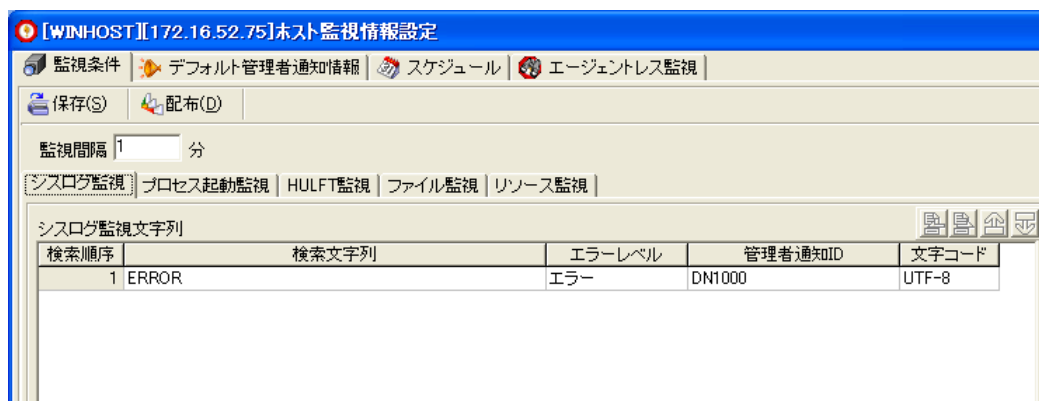 [WINHOST][172.16.52.75]ホスト監視情報設定
監視条件 デフォルト管理者通知情報 スケジュール エージェントレス監視
保存(S) 配布(D)
監視間隔 1 分
シスログ監視 プロセス起動監視 HULFT監視 ファイル監視 リソース監視
シスログ監視文字列
検索順序 検索文字列 エラーレベル 管理者通知ID 文字コード
1 ERROR エラー DN1000 UTF-8